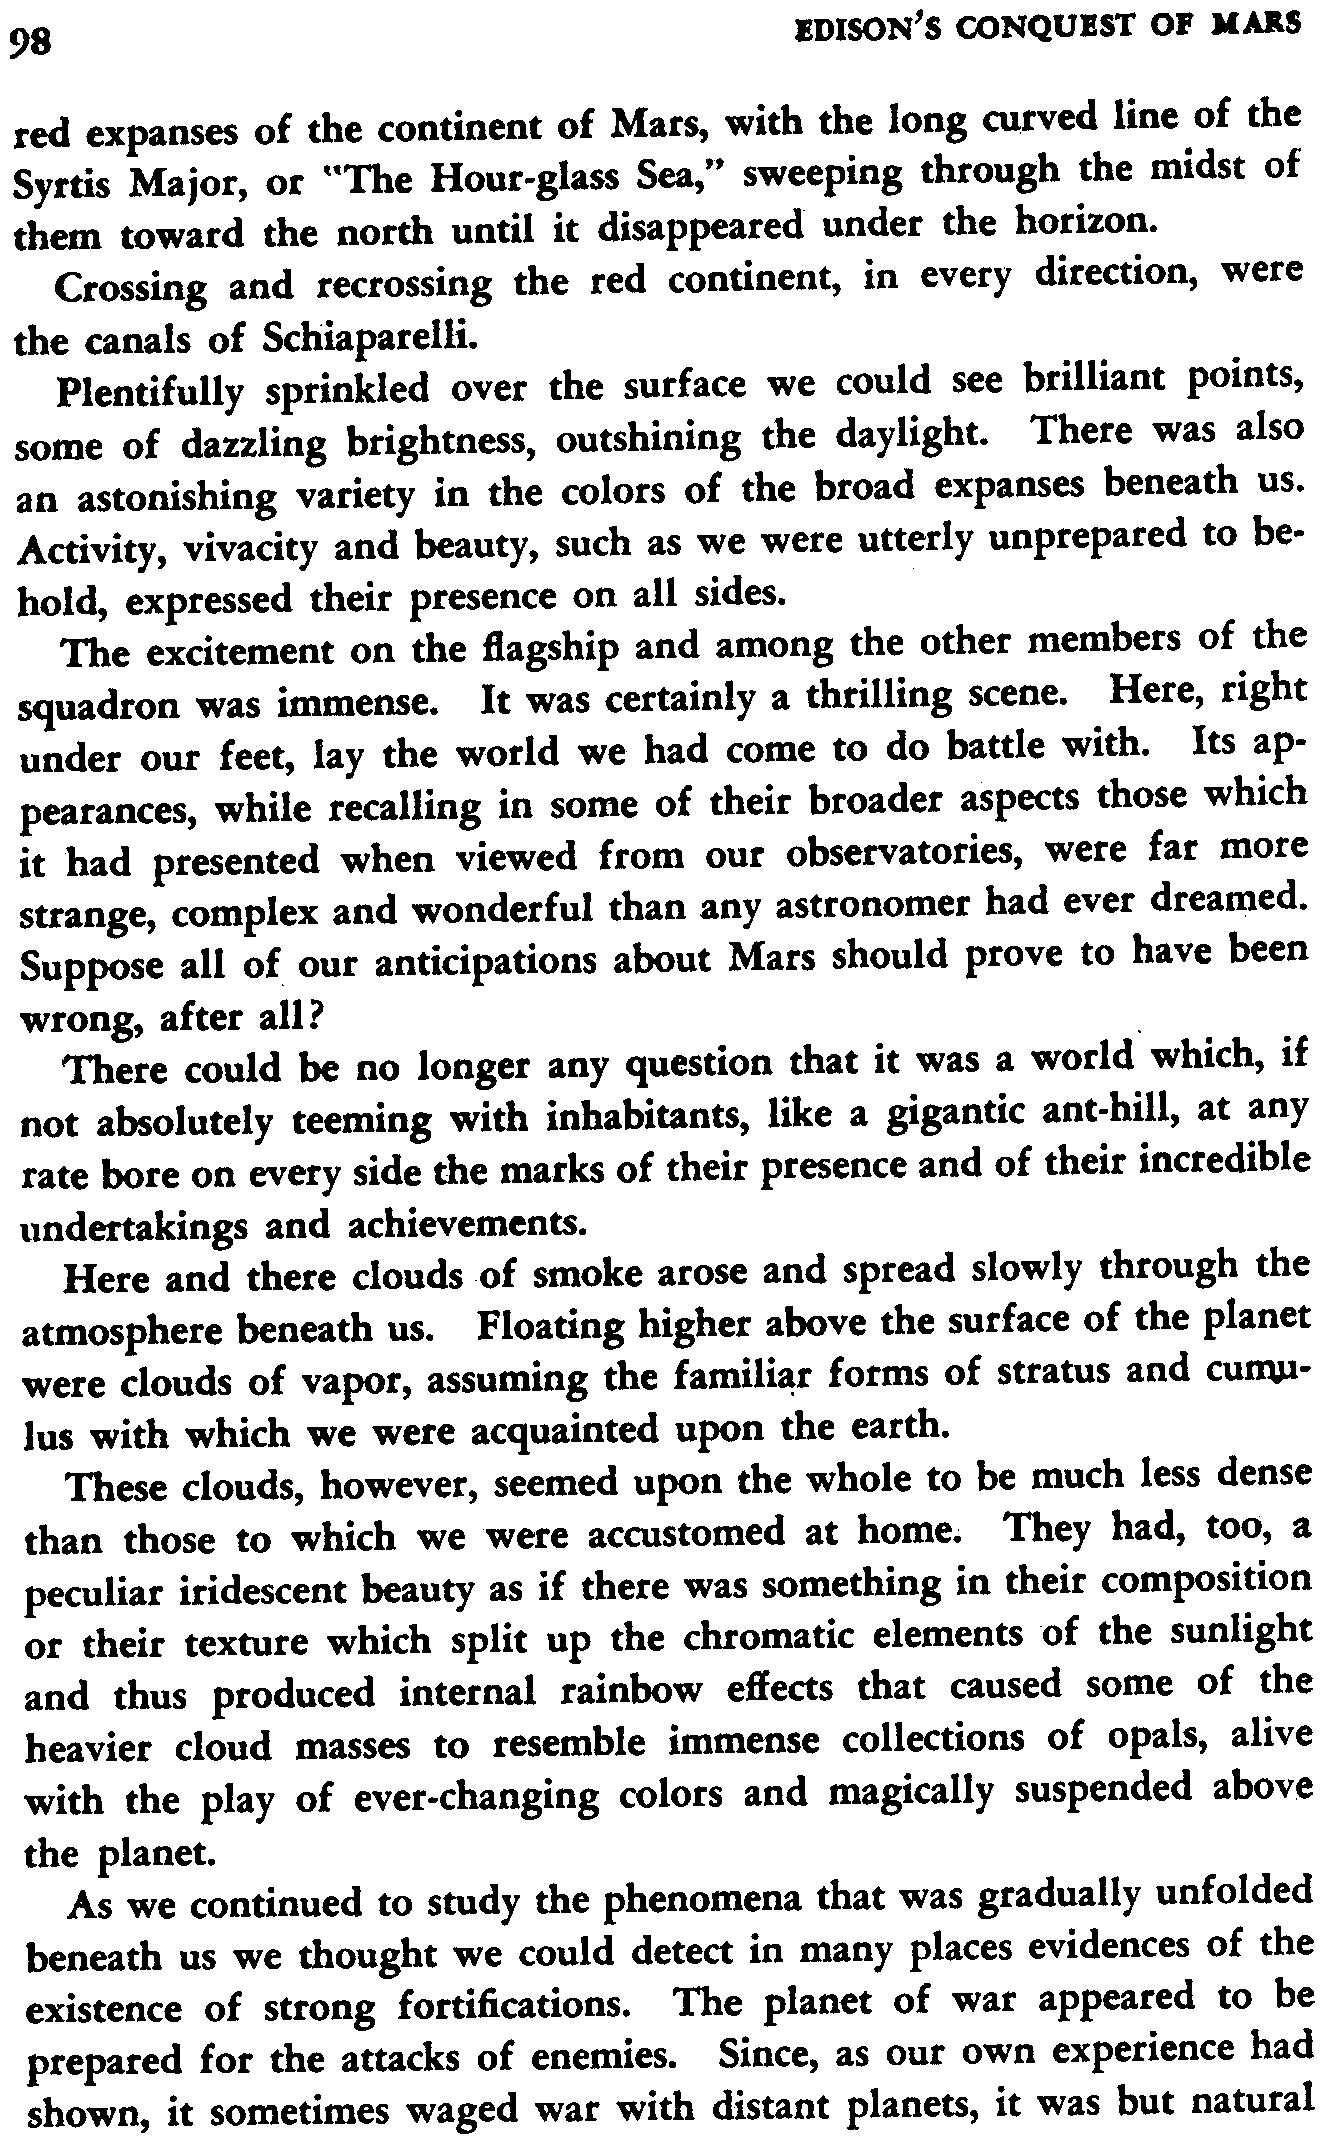 98
EDISON'S CONQUEST OF MARS
red expanses of the continent of Mars, with the long curved line of the
Syrtis Major, or "The Hour-glass Sea," sweeping through the midst of
them toward the north until it disappeared under the horizon.
Crossing and recrossing the red continent, in every direction, were
the canals of Schiaparelli.
Plentifully sprinkled over the surface we could see brilliant points,
some of dazzling brightness, outshining the daylight. There was also
an astonishing variety in the colors of the broad expanses beneath us.
Activity, vivacity and beauty, such as we were utterly unprepared to be-
hold, expressed their presence on all sides.
The excitement on the flagship and among the other members of the
squadron was immense. It was certainly a thrilling scene. Here, right
under our feet, lay the world we had come to do battle with. Its ap-
pearances, while recalling in some of their broader aspects those which
it had presented when viewed from our observatories, were far more
strange, complex and wonderful than any astronomer had ever dreamed.
Suppose all of our anticipations about Mars should prove to have been
wrong, after all?
There could be no longer any question that it was a world which, if
not absolutely teeming with inhabitants, like a gigantic ant-hill, at any
rate bore on every side the marks of their presence and of their incredible
undertakings and achievements.
Here and there clouds of smoke arose and spread slowly through the
atmosphere beneath us. Floating higher above the surface of the planet
were clouds of vapor, assuming the familiar forms of stratus and cumu-
lus with which we were acquainted upon the earth.
These clouds, however, seemed upon the whole to be much less dense
than those to which we were accustomed at home. They had, too, a
peculiar iridescent beauty as if there was something in their composition
or their texture which split up the chromatic elements of the sunlight
and thus produced internal rainbow effects that caused some of the
heavier cloud masses to resemble immense collections of opals, alive
with the play of ever-changing colors and magically suspended above
the planet.
As we continued to study the phenomena that was gradually unfolded
beneath us we thought we could detect in many places evidences of the
existence of strong fortifications. The planet of war appeared to be
prepared for the attacks of enemies. Since, as our own experience had
shown, it sometimes waged war with distant planets, it was but natural